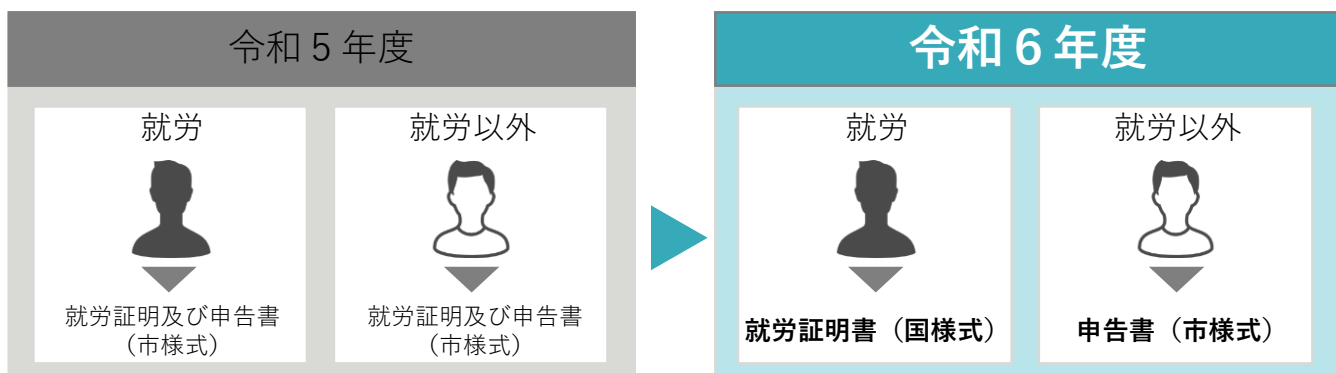 令和５年度
就労
就労証明及び申告書
（市様式）
就労以外
就労証明及び申告書
（市様式）
令和６年度
就労
就労証明書（国様式）
就労以外
申告書（市様式）